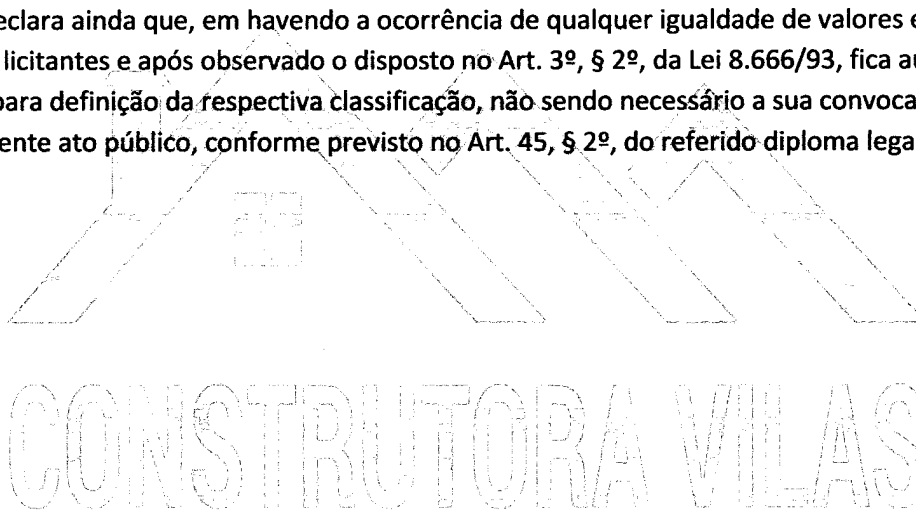 eclara ainda que, em havendo a ocorrência de qualquer igualdade de valores e
licitantes e após observado o disposto no Art. 3º, § 2º, da Lei 8.666/93, fica au
para definição da respectiva classificação, não sendo necessário a sua convoca
ente ato público, conforme previsto no Art. 45, § 2º, do referido diploma lega
CONSTRUTORA VILAS